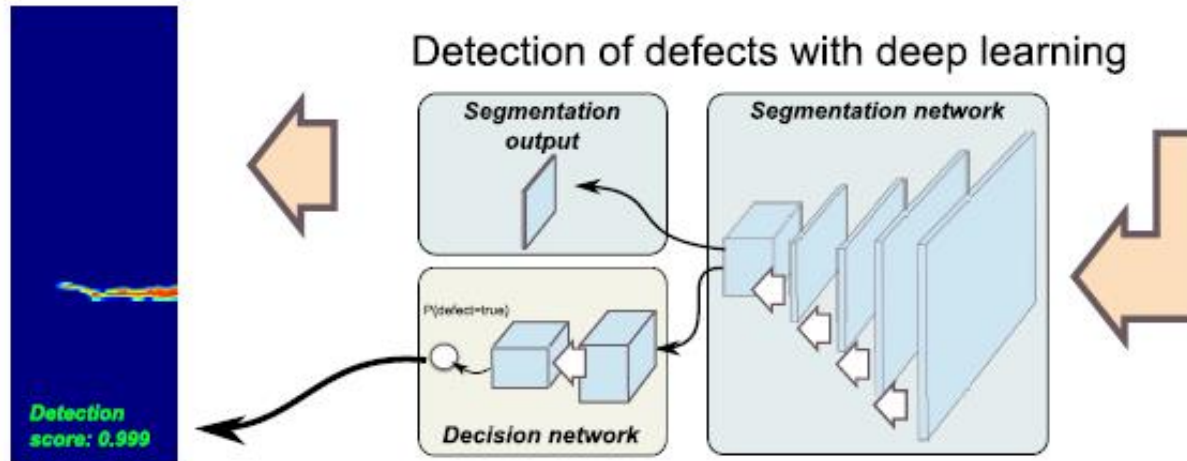 Detection of defects with deep learning
Segmentation
output
Segmentation network
P(defect=true)
Decision network
Detection
score: 0.999